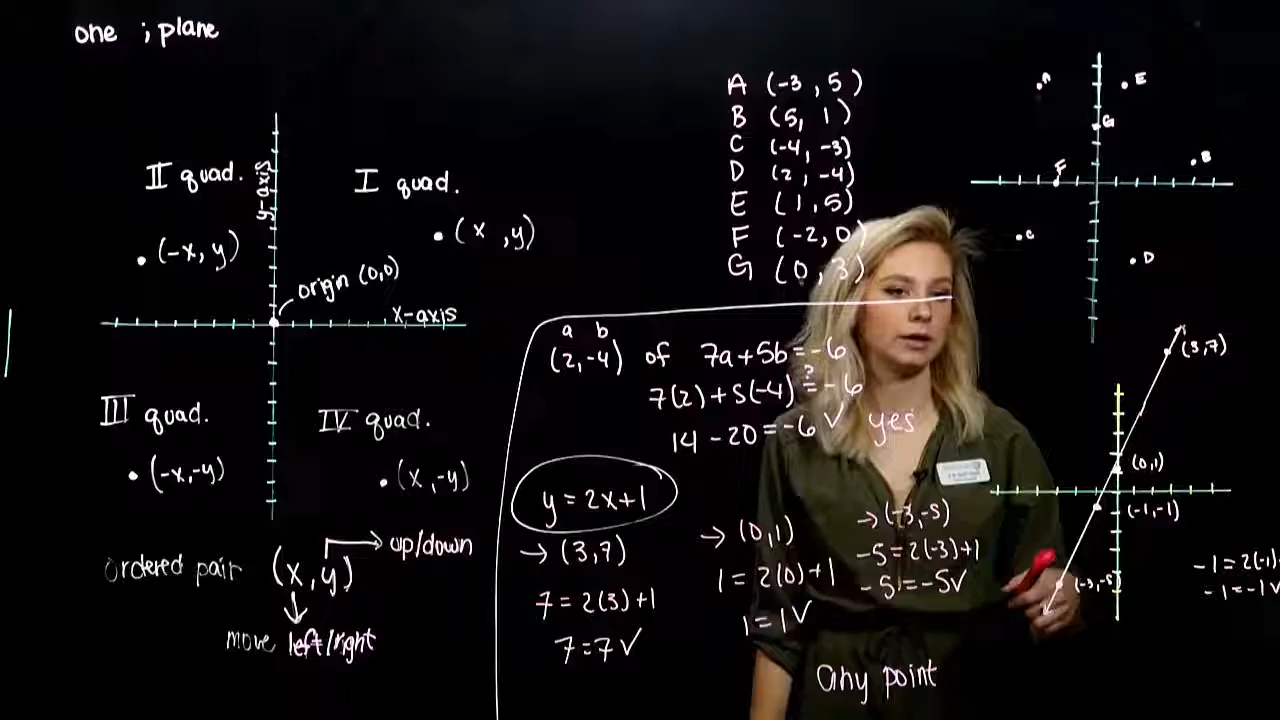 one ; plane
II quad.
I quad.
y-axis
(-x, y)
(x, y)
origin (0,0)
x-axis
III quad.
IV quad.
(-x, -y)
(x, -y)
ordered pair (x, y)
up/down
move left/right
A (-3, 5)
B (5, 1)
C (-4, -3)
D (2, -4)
E (1, 5)
F (-2, 0)
G (0, 3)
A
E
G
B
F
C
D
a b
(2, -4) of 7a + 5b = -6
7(2) + 5(-4) ≟ -6
14 - 20 = -6 ✓ yes
y = 2x + 1
→ (3, 7)
7 = 2(3) + 1
7 = 7 ✓
→ (0, 1)
1 = 2(0) + 1
1 = 1 ✓
→ (-3, -5)
-5 = 2(-3) + 1
-5 = -5 ✓
any point
(3, 7)
(0, 1)
(-1, -1)
(-3, -5)
-1 = 2(-1)
-1 = -1 ✓